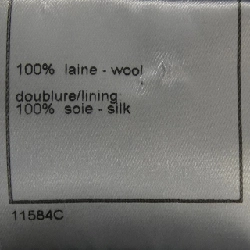 100% laine - wool
doublure/lining
100% soie - silk
11584C